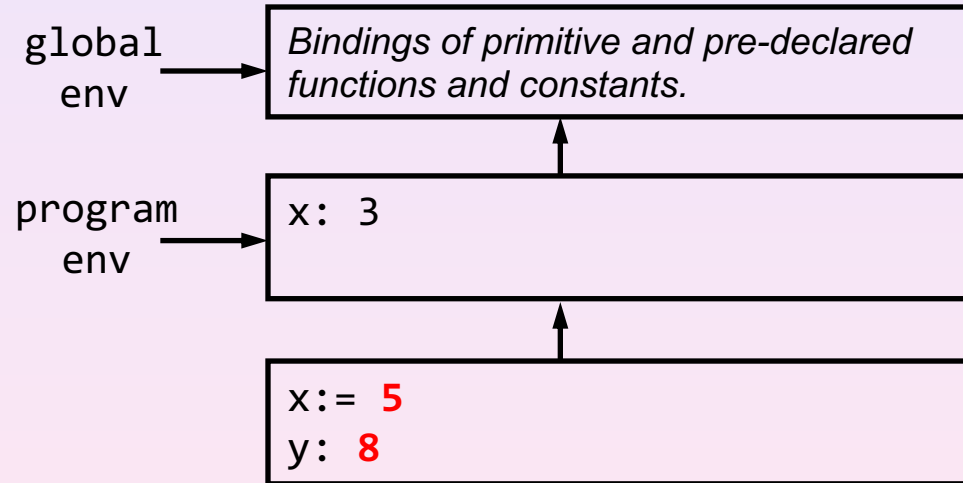 global
env
Bindings of primitive and pre-declared
functions and constants.
program
env
x: 3
x:= 5
y: 8